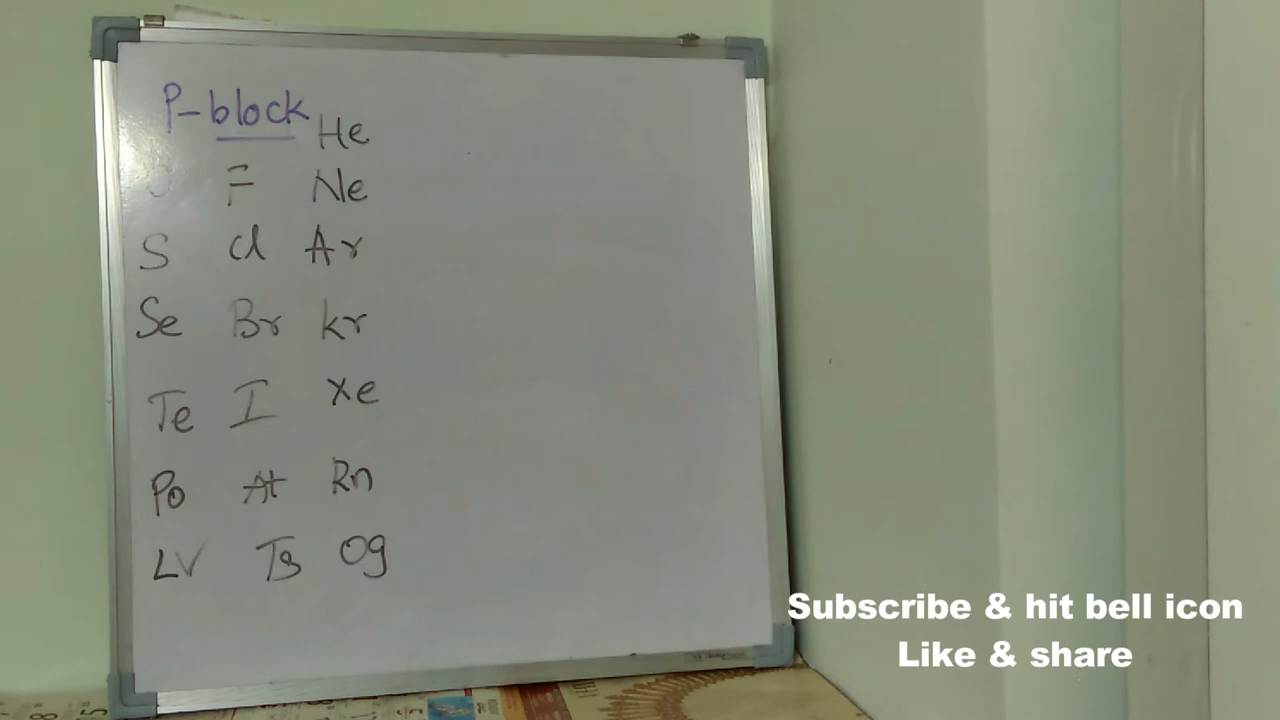 P-block
He
O F Ne
S Cl Ar
Se Br Kr
Te I Xe
Po At Rn
LV Ts Og
Subscribe & hit bell icon
Like & share